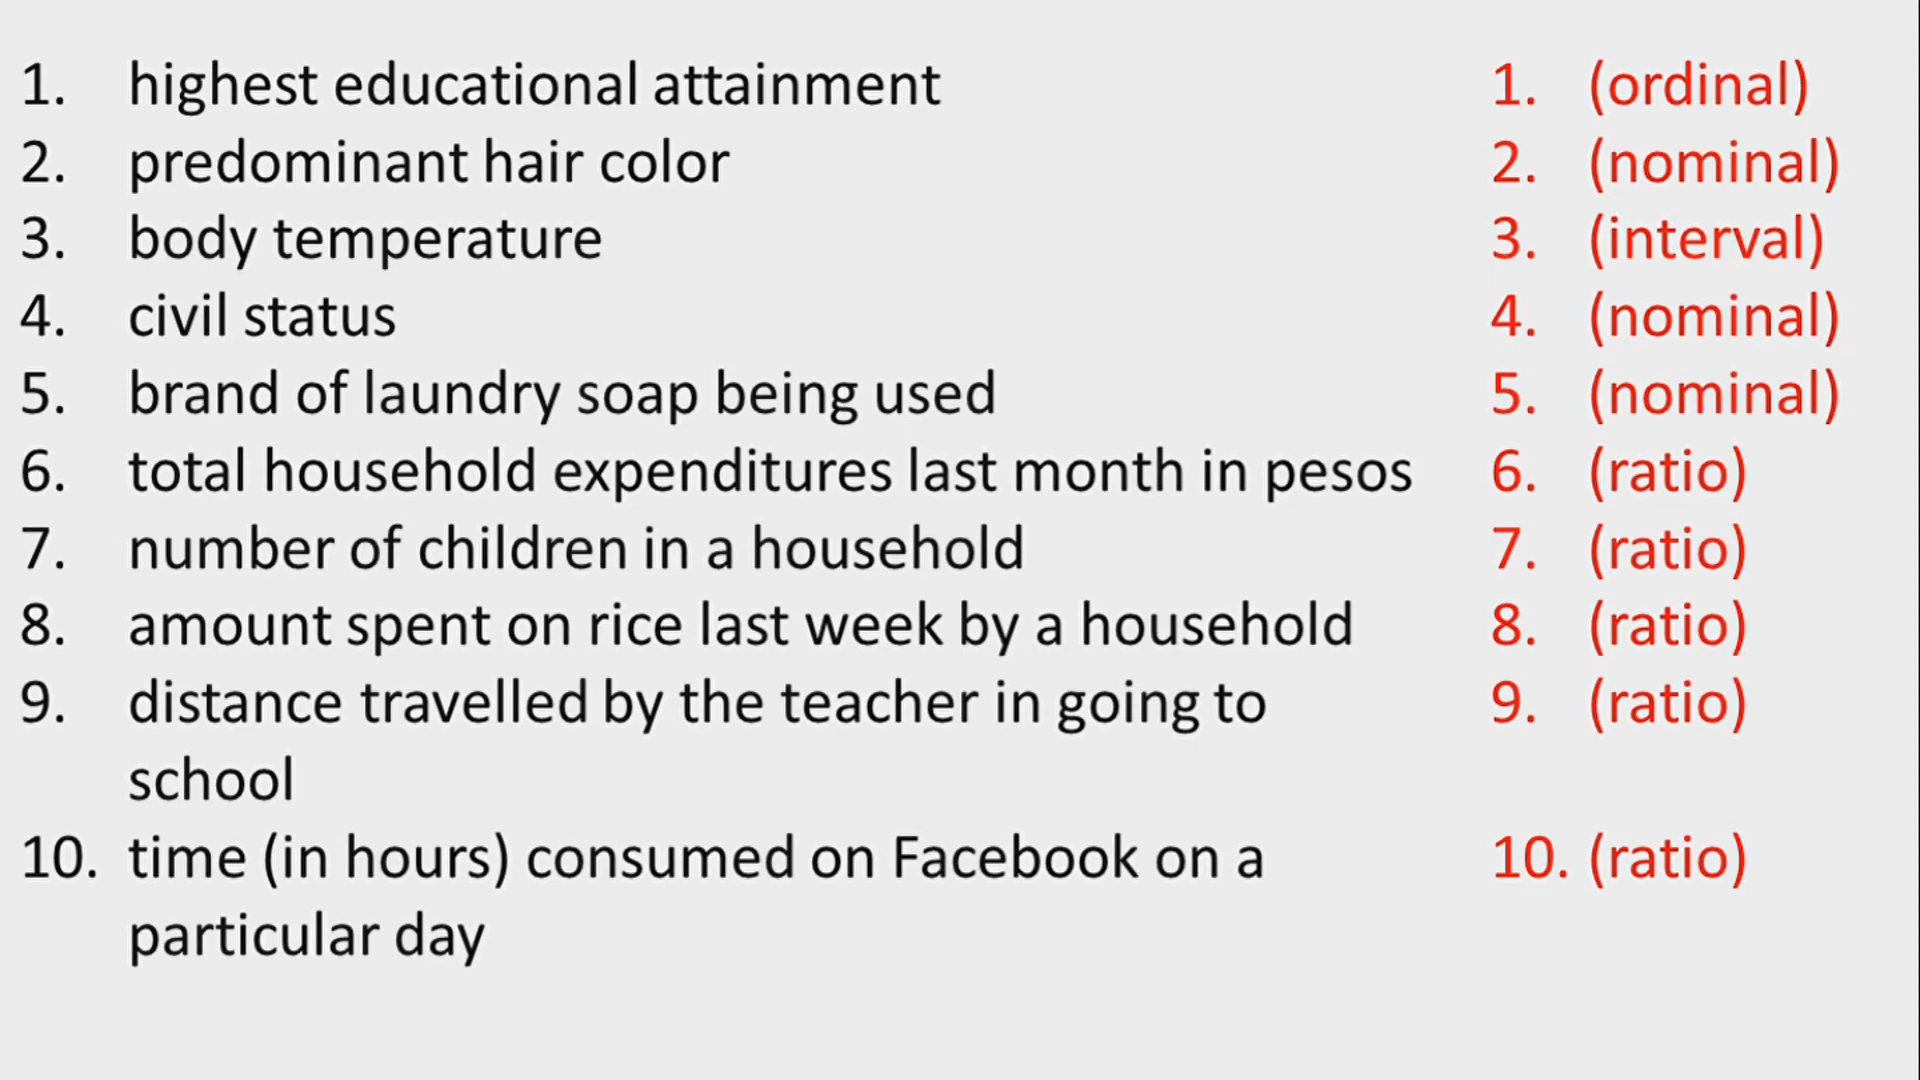 1. highest educational attainment 1. (ordinal)
2. predominant hair color 2. (nominal)
3. body temperature 3. (interval)
4. civil status 4. (nominal)
5. brand of laundry soap being used 5. (nominal)
6. total household expenditures last month in pesos 6. (ratio)
7. number of children in a household 7. (ratio)
8. amount spent on rice last week by a household 8. (ratio)
9. distance travelled by the teacher in going to 9. (ratio)
school
10. time (in hours) consumed on Facebook on a 10. (ratio)
particular day